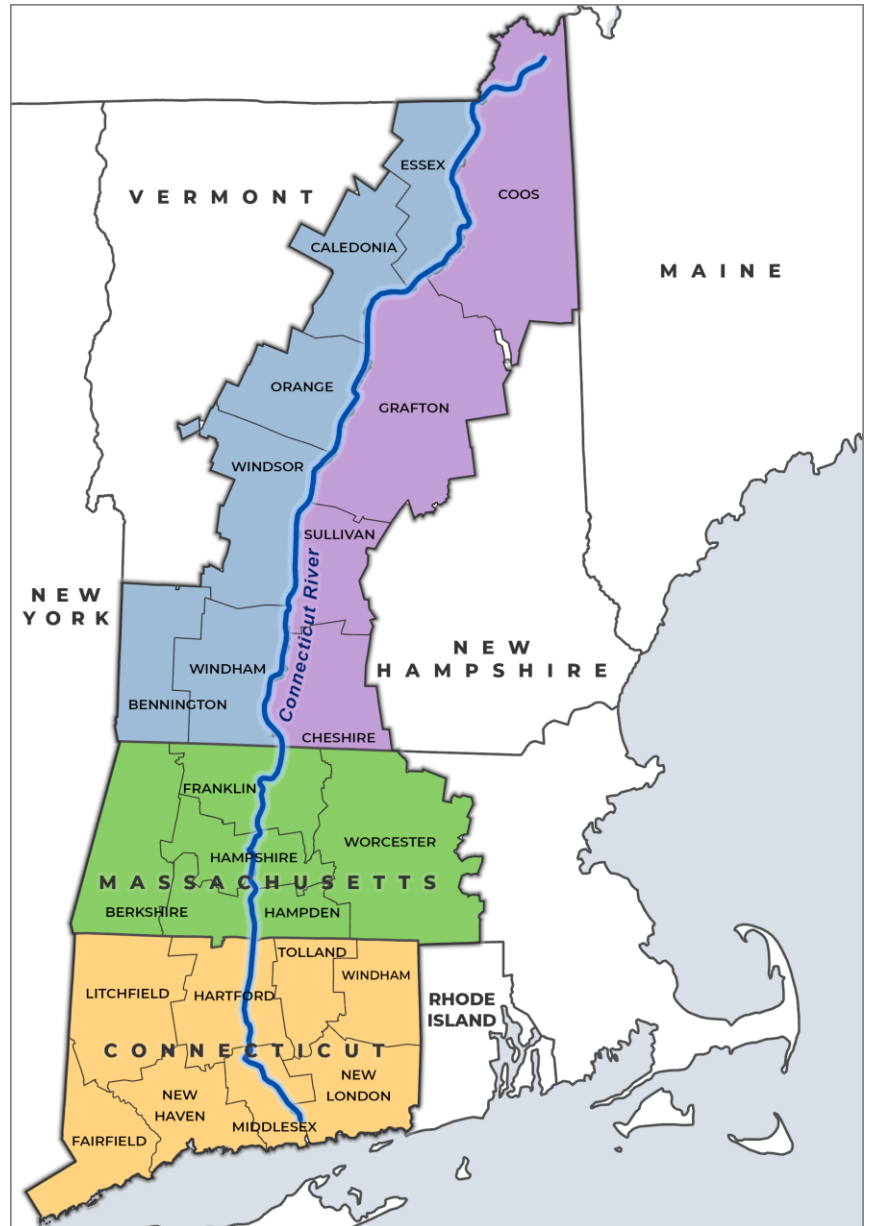 ESSEX
VERMONT
COOS
CALEDONIA
MAINE
ORANGE
GRAFTON
WINDSOR
SULLIVAN
Connecticut River
NEW
YORK
NEW
HAMPSHIRE
WINDHAM
BENNINGTON
CHESHIRE
FRANKLIN
WORCESTER
HAMPSHIRE
MASSACHUSETTS
BERKSHIRE
HAMPDEN
TOLLAND
WINDHAM
LITCHFIELD
HARTFORD
RHODE
ISLAND
CONNECTICUT
NEW
HAVEN
NEW
LONDON
MIDDLESEX
FAIRFIELD